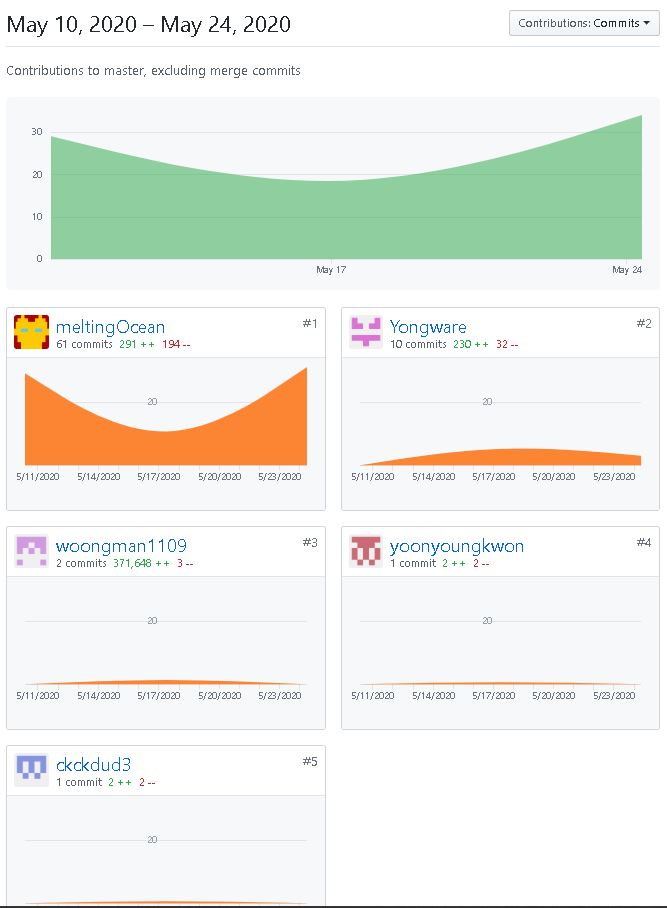 May 10, 2020 – May 24, 2020
Contributions: Commits
Contributions to master, excluding merge commits
30
20
10
0
May 17
May 24
meltingOcean
#1
61 commits 291 ++ 194 --
20
5/11/2020 5/14/2020 5/17/2020 5/20/2020 5/23/2020
Yongware
#2
10 commits 230 ++ 32 --
20
5/11/2020 5/14/2020 5/17/2020 5/20/2020 5/23/2020
woongman1109
#3
2 commits 371,648 ++ 3 --
20
5/11/2020 5/14/2020 5/17/2020 5/20/2020 5/23/2020
yoonyoungkwon
#4
1 commit 2 ++ 2 --
20
5/11/2020 5/14/2020 5/17/2020 5/20/2020 5/23/2020
ckckdud3
#5
1 commit 2 ++ 2 --
20